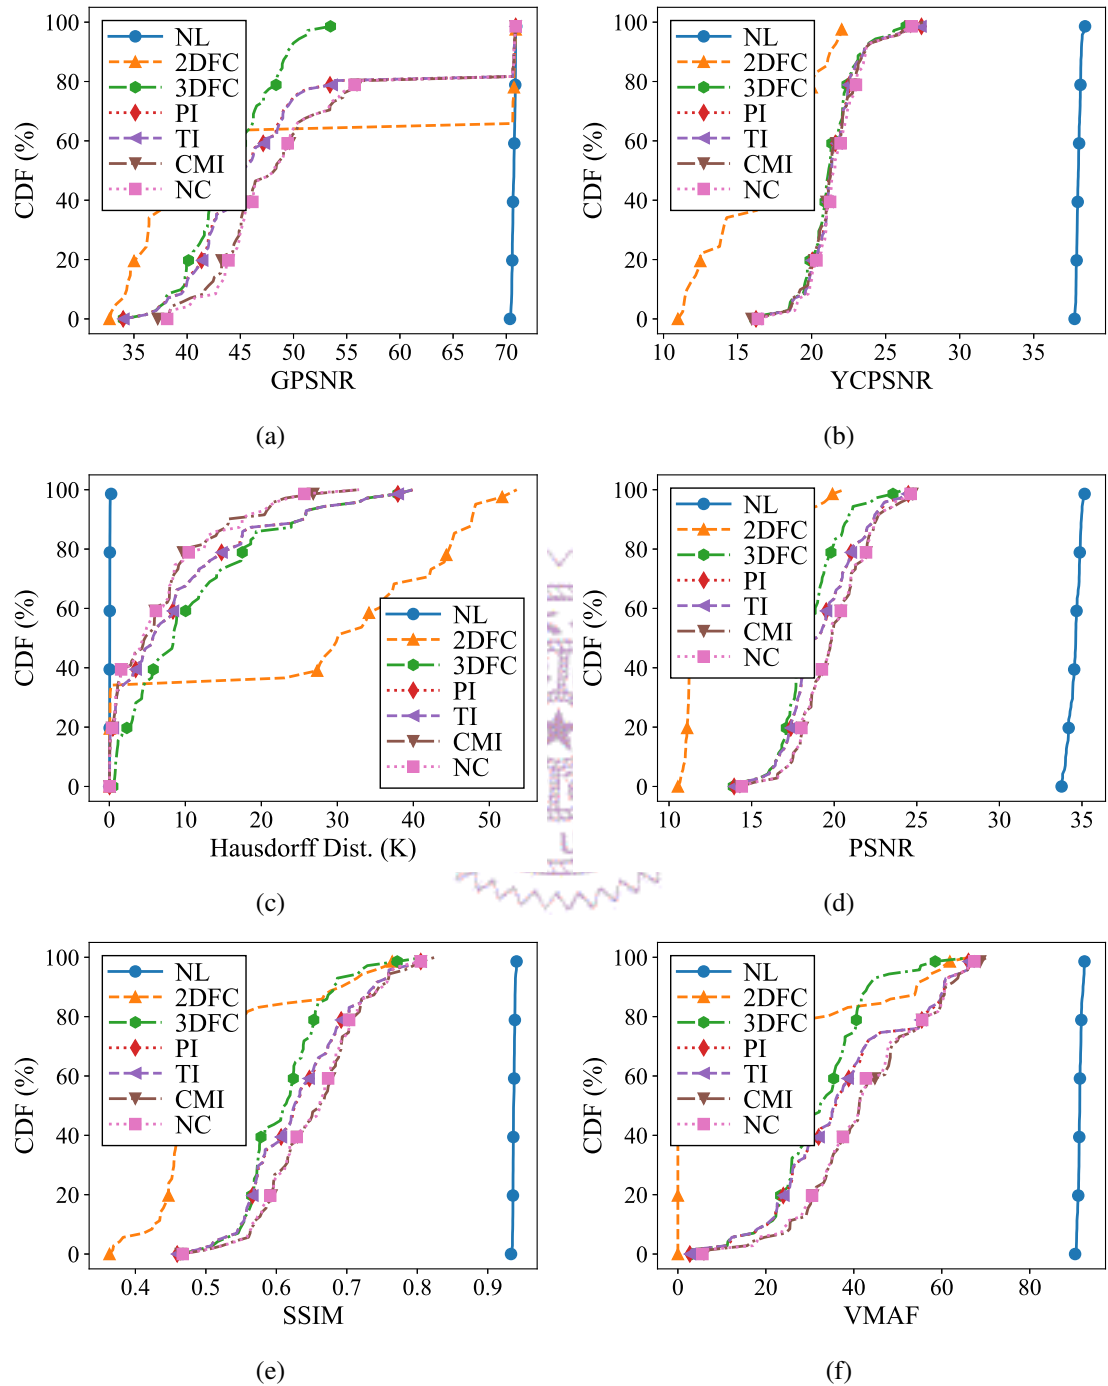 100
80
60
40
20
0
CDF (%)
NL
2DFC
3DFC
PI
TI
CMI
NC
35 40 45 50 55 60 65 70
GPSNR
(a)
100
80
60
40
20
0
CDF (%)
NL
2DFC
3DFC
PI
TI
CMI
NC
10 15 20 25 30 35
YCPSNR
(b)
100
80
60
40
20
0
CDF (%)
NL
2DFC
3DFC
PI
TI
CMI
NC
0 10 20 30 40 50
Hausdorff Dist. (K)
(c)
100
80
60
40
20
0
CDF (%)
NL
2DFC
3DFC
PI
TI
CMI
NC
10 15 20 25 30 35
PSNR
(d)
100
80
60
40
20
0
CDF (%)
NL
2DFC
3DFC
PI
TI
CMI
NC
0.4 0.5 0.6 0.7 0.8 0.9
SSIM
(e)
100
80
60
40
20
0
CDF (%)
NL
2DFC
3DFC
PI
TI
CMI
NC
0 20 40 60 80
VMAF
(f)